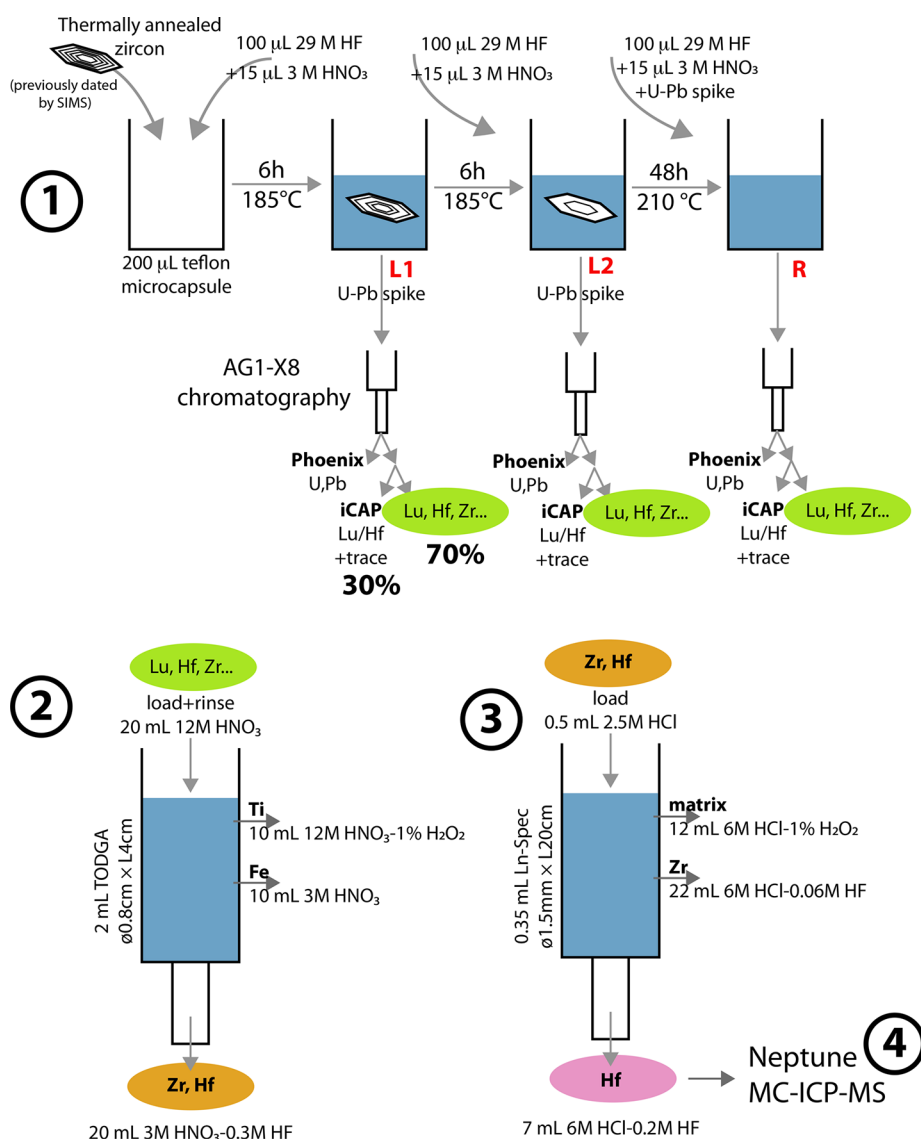 Thermally annealed
zircon
(previously dated
by SIMS)
100 µL 29 M HF
+15 µL 3 M HNO₃
100 µL 29 M HF
+15 µL 3 M HNO₃
100 µL 29 M HF
+15 µL 3 M HNO₃
+U-Pb spike
1
6h
185°C
6h
185°C
48h
210 °C
200 µL teflon
microcapsule
L1
U-Pb spike
L2
U-Pb spike
R
AG1-X8
chromatography
Phoenix
U,Pb
iCAP
Lu/Hf
+trace
30%
Lu, Hf, Zr...
70%
Phoenix
U,Pb
iCAP
Lu/Hf
+trace
Lu, Hf, Zr...
Phoenix
U,Pb
iCAP
Lu/Hf
+trace
Lu, Hf, Zr...
2
Lu, Hf, Zr...
load+rinse
20 mL 12M HNO₃
2 mL TODGA
ø0.8cm × L4cm
Ti
10 mL 12M HNO₃-1% H₂O₂
Fe
10 mL 3M HNO₃
Zr, Hf
20 mL 3M HNO₃-0.3M HF
3
Zr, Hf
load
0.5 mL 2.5M HCl
0.35 mL Ln-Spec
ø1.5mm × L20cm
matrix
12 mL 6M HCl-1% H₂O₂
Zr
22 mL 6M HCl-0.06M HF
Hf
7 mL 6M HCl-0.2M HF
4
Neptune
MC-ICP-MS